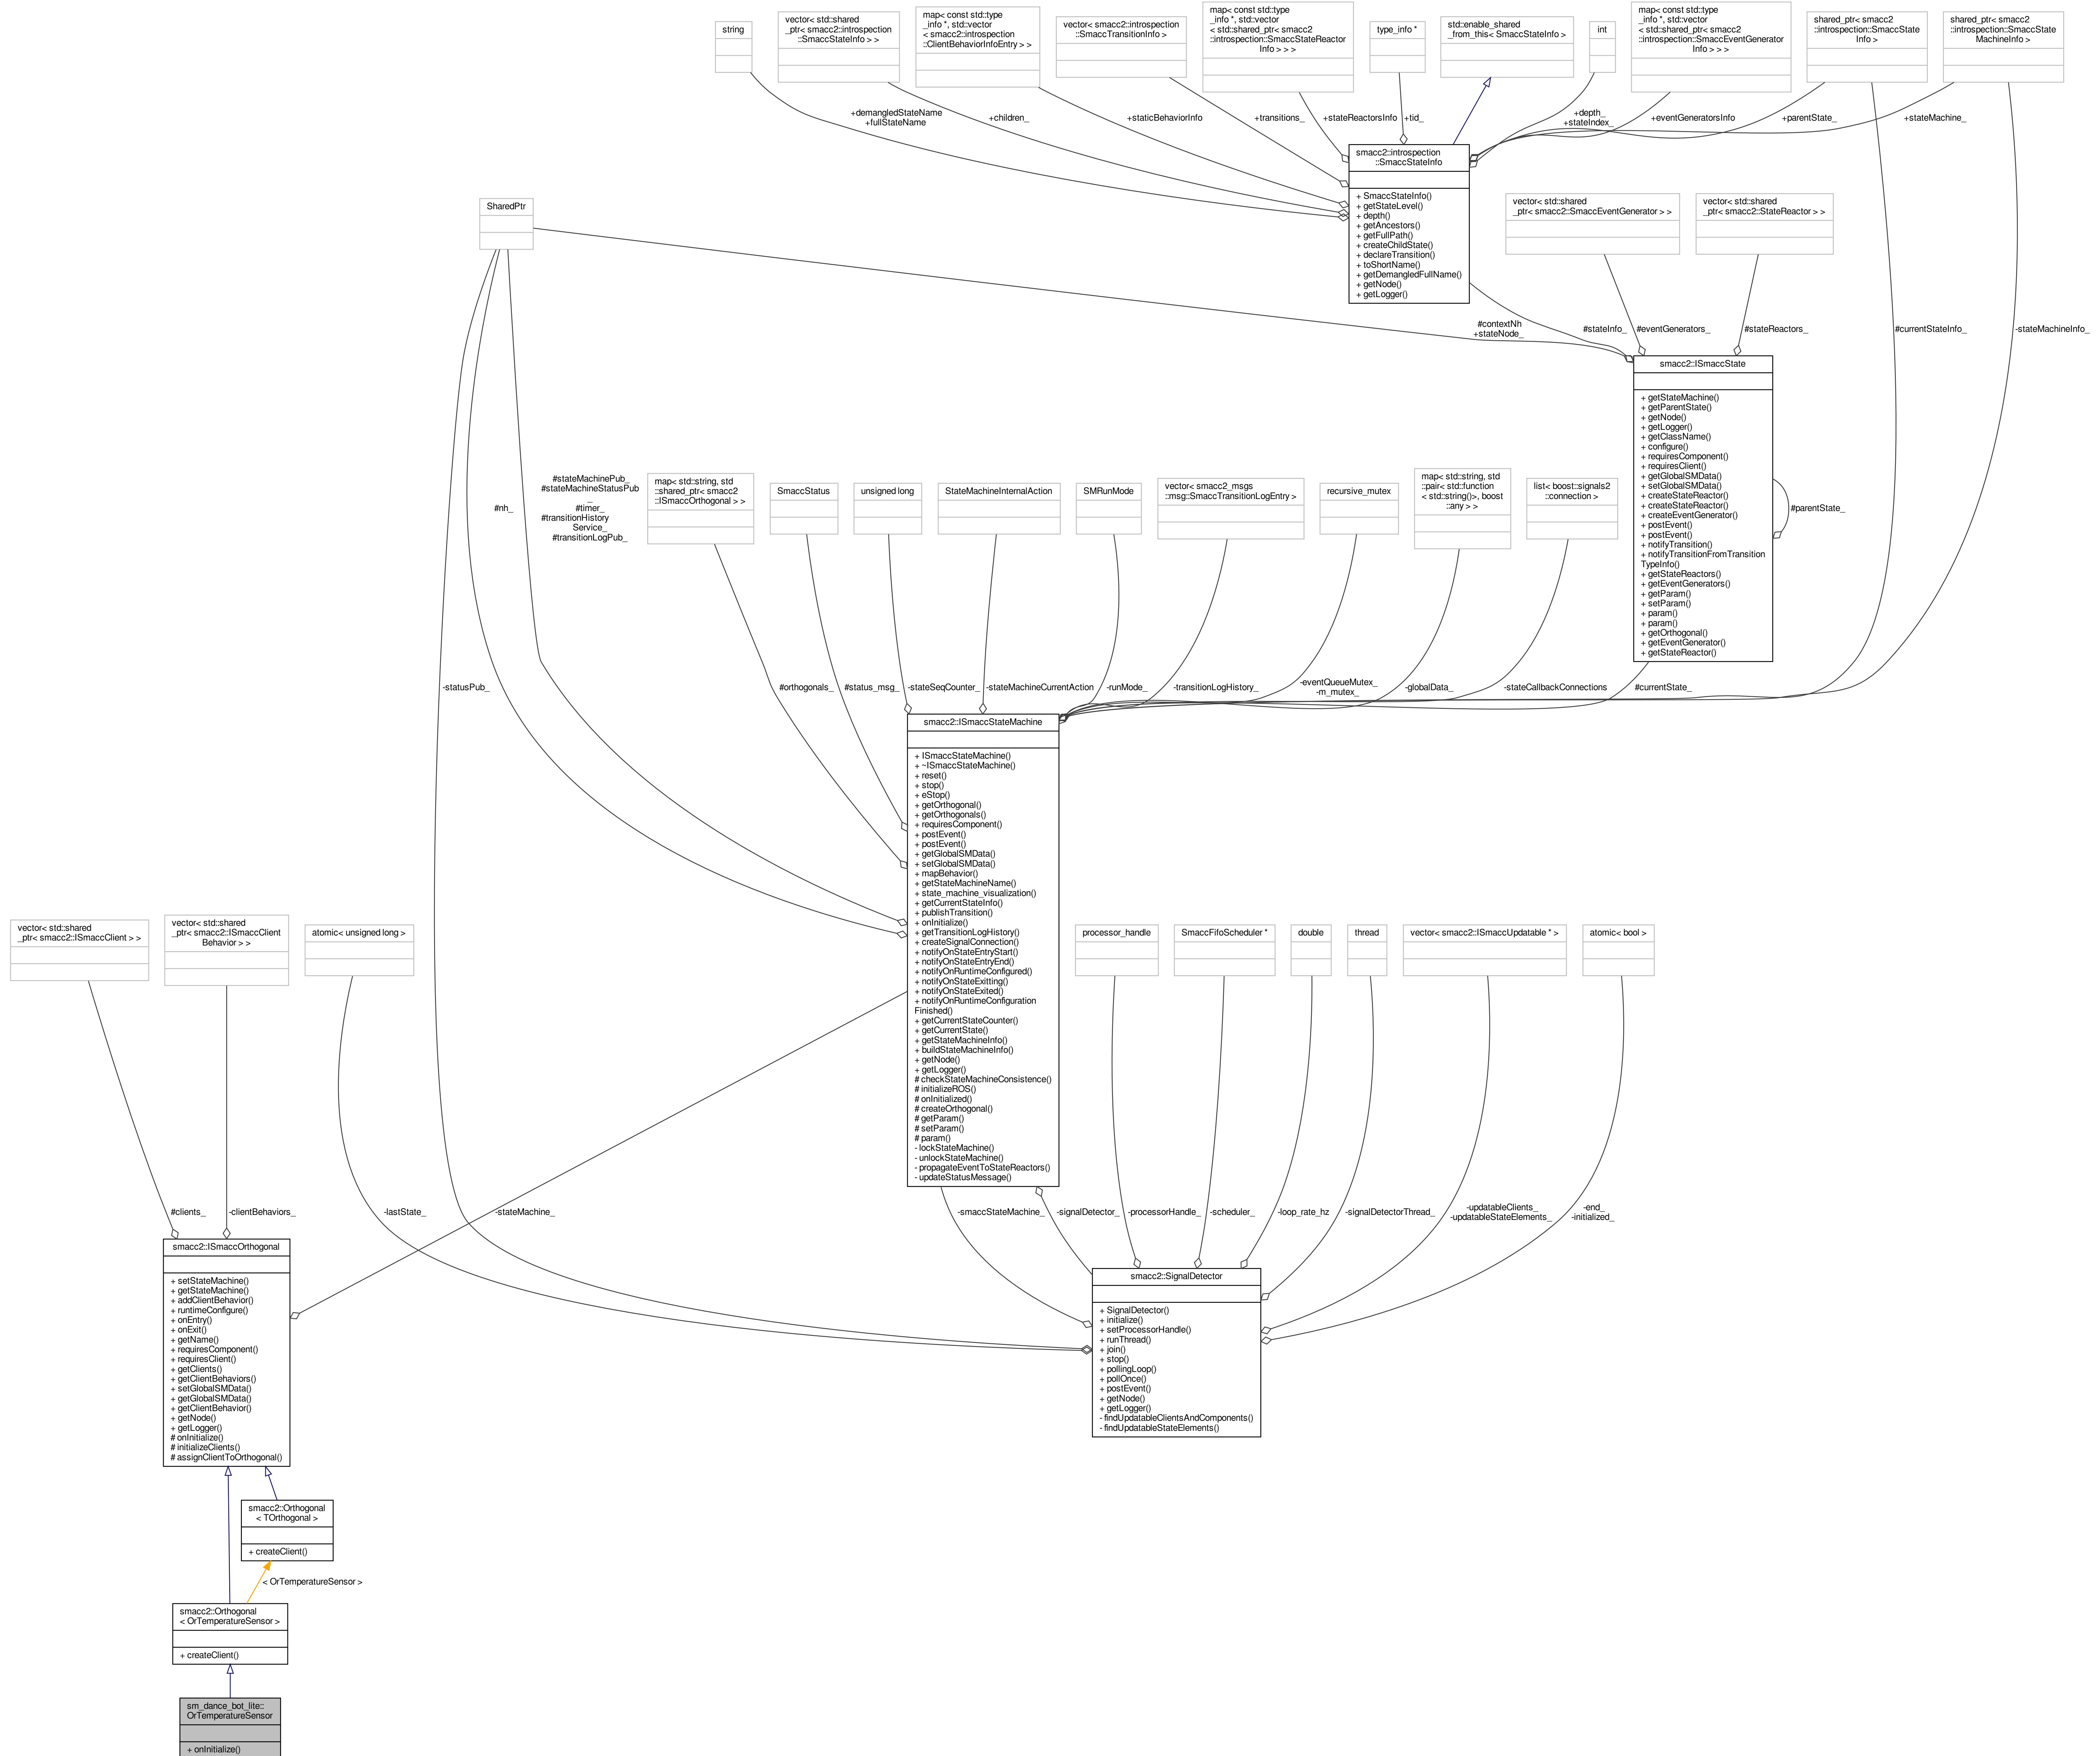 string
vector< std::shared
_ptr< smacc2::introspection
::SmaccStateInfo > >
map< const std::type
_info *, std::vector
< smacc2::introspection
::ClientBehaviorInfoEntry > >
vector< smacc2::introspection
::SmaccTransitionInfo >
map< const std::type
_info *, std::vector
< std::shared_ptr< smacc2
::introspection::SmaccStateReactor
Info > > >
type_info *
std::enable_shared
_from_this< SmaccStateInfo >
int
map< const std::type
_info *, std::vector
< std::shared_ptr< smacc2
::introspection::SmaccEventGenerator
Info > > >
shared_ptr< smacc2
::introspection::SmaccState
Info >
shared_ptr< smacc2
::introspection::SmaccState
MachineInfo >
+demangledStateName
+fullStateName
+children_
+staticBehaviorInfo
+transitions_
+stateReactorsInfo
+tid_
+depth_
+stateIndex_
+eventGeneratorsInfo
+parentState_
+stateMachine_
smacc2::introspection
::SmaccStateInfo
+ SmaccStateInfo()
+ getStateLevel()
+ depth()
+ getAncestors()
+ getFullPath()
+ createChildState()
+ declareTransition()
+ toShortName()
+ getDemangledFullName()
+ getNode()
+ getLogger()
SharedPtr
vector< std::shared
_ptr< smacc2::SmaccEventGenerator > >
vector< std::shared
_ptr< smacc2::StateReactor > >
#contextNh
+stateNode_
#stateInfo_
#eventGenerators_
#stateReactors_
#currentStateInfo_
-stateMachineInfo_
smacc2::ISmaccState
+ getStateMachine()
+ getParentState()
+ getNode()
+ getLogger()
+ getClassName()
+ configure()
+ requiresComponent()
+ requiresClient()
+ getGlobalSMData()
+ setGlobalSMData()
+ createStateReactor()
+ createStateReactor()
+ createEventGenerator()
+ postEvent()
+ postEvent()
+ notifyTransition()
+ notifyTransitionFromTransition
TypeInfo()
+ getStateReactors()
+ getEventGenerators()
+ getParam()
+ setParam()
+ param()
+ param()
+ getOrthogonal()
+ getEventGenerator()
+ getStateReactor()
#parentState_
#nh_
#stateMachinePub_
#stateMachineStatusPub
_
#timer_
#transitionHistory
Service_
#transitionLogPub_
map< std::string, std
::shared_ptr< smacc2
::ISmaccOrthogonal > >
SmaccStatus
unsigned long
StateMachineInternalAction
SMRunMode
vector< smacc2_msgs
::msg::SmaccTransitionLogEntry >
recursive_mutex
map< std::string, std
::pair< std::function
< std::string()>, boost
::any > >
list< boost::signals2
::connection >
-statusPub_
#orthogonals_
#status_msg_
-stateSeqCounter_
-stateMachineCurrentAction
-runMode_
-transitionLogHistory_
-eventQueueMutex_
-m_mutex_
-globalData_
-stateCallbackConnections
#currentState_
smacc2::ISmaccStateMachine
+ ISmaccStateMachine()
+ ~ISmaccStateMachine()
+ reset()
+ stop()
+ eStop()
+ getOrthogonal()
+ getOrthogonals()
+ requiresComponent()
+ postEvent()
+ postEvent()
+ getGlobalSMData()
+ setGlobalSMData()
+ mapBehavior()
+ getStateMachineName()
+ state_machine_visualization()
+ getCurrentStateInfo()
+ publishTransition()
+ onInitialize()
+ getTransitionLogHistory()
+ createSignalConnection()
+ notifyOnStateEntryStart()
+ notifyOnStateEntryEnd()
+ notifyOnRuntimeConfigured()
+ notifyOnStateExitting()
+ notifyOnStateExited()
+ notifyOnRuntimeConfiguration
Finished()
+ getCurrentStateCounter()
+ getCurrentState()
+ getStateMachineInfo()
+ buildStateMachineInfo()
+ getNode()
+ getLogger()
# checkStateMachineConsistence()
# initializeROS()
# onInitialized()
# createOrthogonal()
# getParam()
# setParam()
# param()
- lockStateMachine()
- unlockStateMachine()
- propagateEventToStateReactors()
- updateStatusMessage()
vector< std::shared
_ptr< smacc2::ISmaccClient > >
vector< std::shared
_ptr< smacc2::ISmaccClient
Behavior > >
atomic< unsigned long >
processor_handle
SmaccFifoScheduler *
double
thread
vector< smacc2::ISmaccUpdatable * >
atomic< bool >
#clients_
-clientBehaviors_
-lastState_
-stateMachine_
-smaccStateMachine_
-signalDetector_
-processorHandle_
-scheduler_
-loop_rate_hz
-signalDetectorThread_
-updatableClients_
-updatableStateElements_
-end_
-initialized_
smacc2::ISmaccOrthogonal
+ setStateMachine()
+ getStateMachine()
+ addClientBehavior()
+ runtimeConfigure()
+ onEntry()
+ onExit()
+ getName()
+ requiresComponent()
+ requiresClient()
+ getClients()
+ getClientBehaviors()
+ setGlobalSMData()
+ getGlobalSMData()
+ getClientBehavior()
+ getNode()
+ getLogger()
# onInitialize()
# initializeClients()
# assignClientToOrthogonal()
smacc2::SignalDetector
+ SignalDetector()
+ initialize()
+ setProcessorHandle()
+ runThread()
+ join()
+ stop()
+ pollingLoop()
+ pollOnce()
+ postEvent()
+ getNode()
+ getLogger()
- findUpdatableClientsAndComponents()
- findUpdatableStateElements()
smacc2::Orthogonal
< TOrthogonal >
+ createClient()
< OrTemperatureSensor >
smacc2::Orthogonal
< OrTemperatureSensor >
+ createClient()
sm_dance_bot_lite::
OrTemperatureSensor
+ onInitialize()